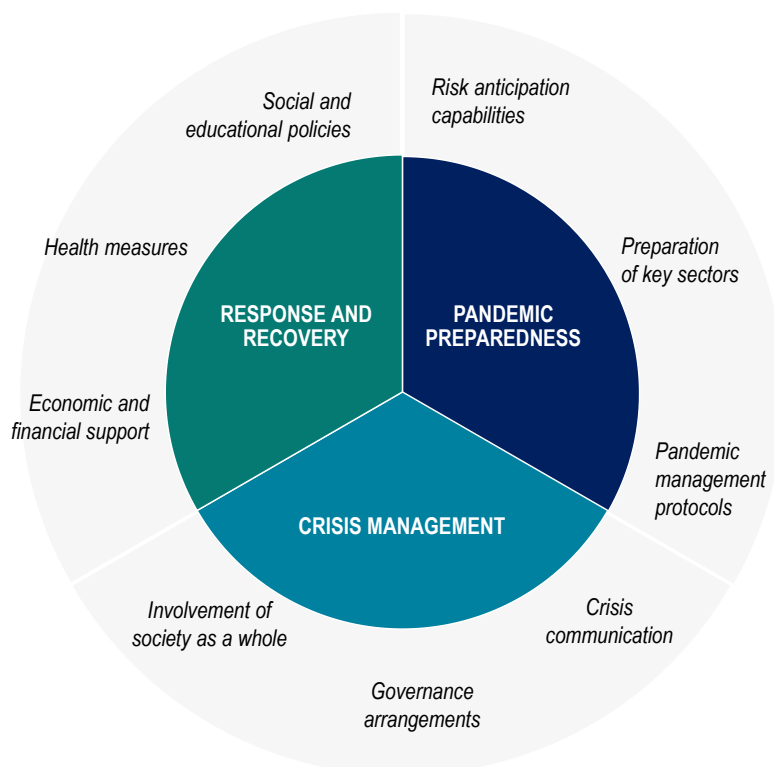 Social and
educational policies
Risk anticipation
capabilities
Health measures
Preparation
of key sectors
RESPONSE AND
RECOVERY
PANDEMIC
PREPAREDNESS
Economic and
financial support
Pandemic
management
protocols
CRISIS MANAGEMENT
Involvement of
society as a whole
Crisis
communication
Governance
arrangements